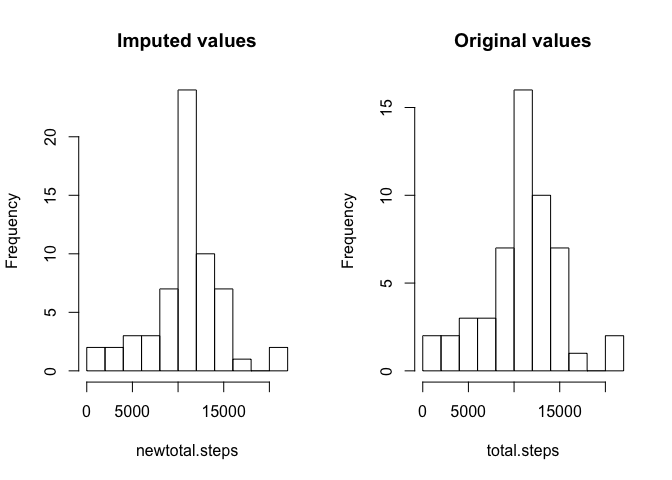 Imputed values
Frequency
20
15
10
5
0
0 5000 15000
newtotal.steps
Original values
Frequency
15
10
5
0
0 5000 15000
total.steps